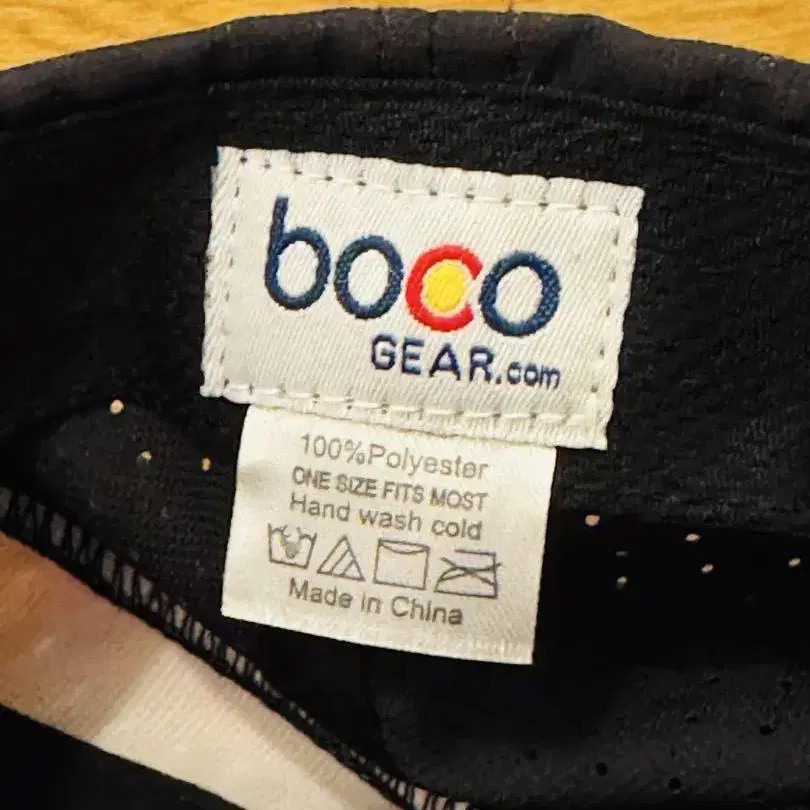 boco
GEAR.com
100%Polyester
ONE SIZE FITS MOST
Hand wash cold
Made in China